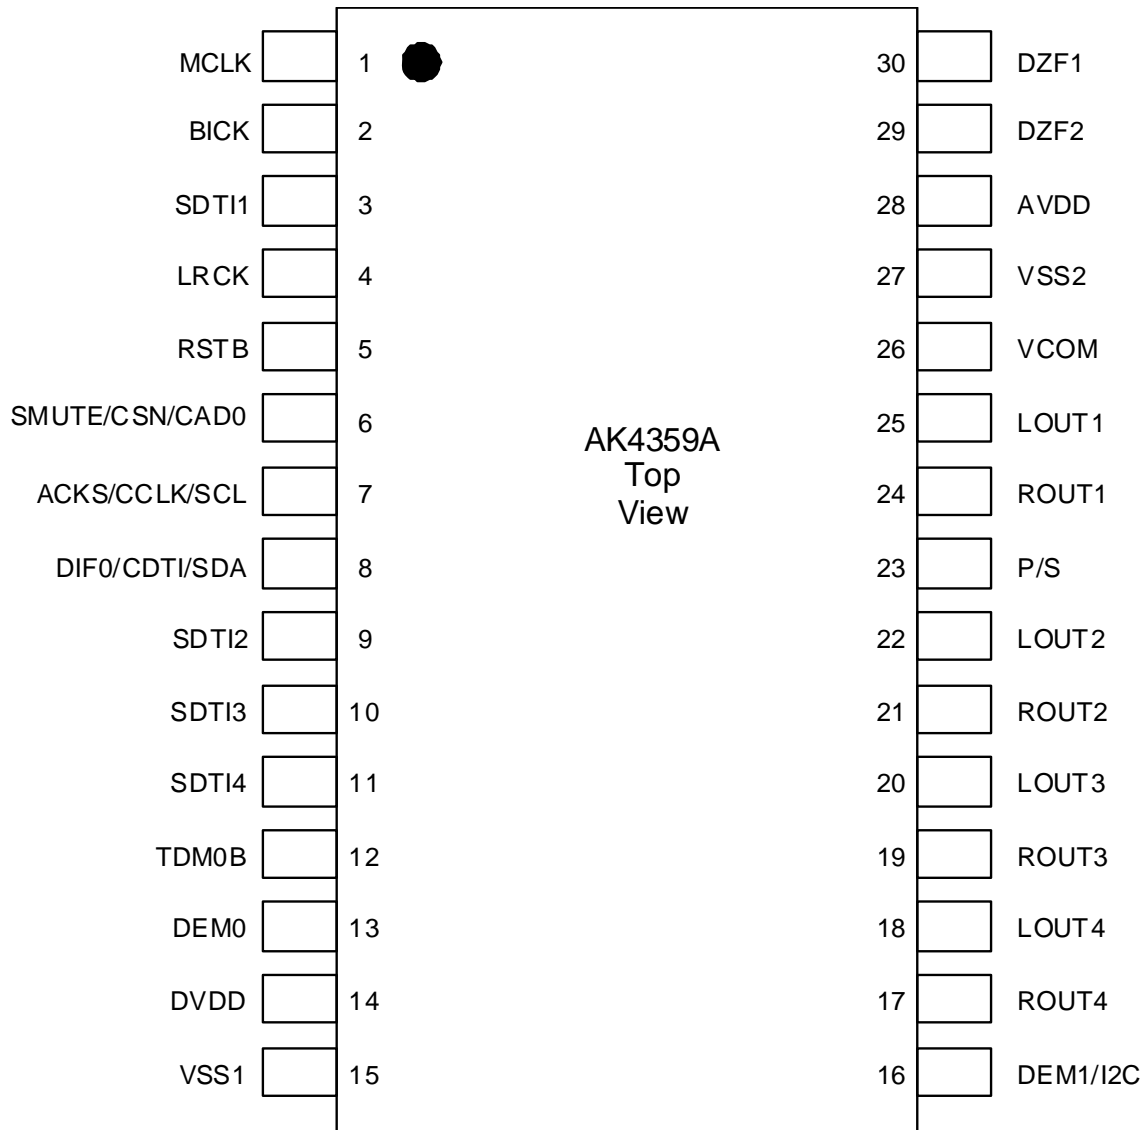 MCLK 1 30 DZF1
BICK 2 29 DZF2
SDTI1 3 28 AVDD
LRCK 4 27 VSS2
RSTB 5 26 VCOM
SMUTE/CSN/CAD0 6 25 LOUT1
AK4359A
Top
View
ACKS/CCLK/SCL 7 24 ROUT1
DIF0/CDTI/SDA 8 23 P/S
SDTI2 9 22 LOUT2
SDTI3 10 21 ROUT2
SDTI4 11 20 LOUT3
TDM0B 12 19 ROUT3
DEM0 13 18 LOUT4
DVDD 14 17 ROUT4
VSS1 15 16 DEM1/I2C